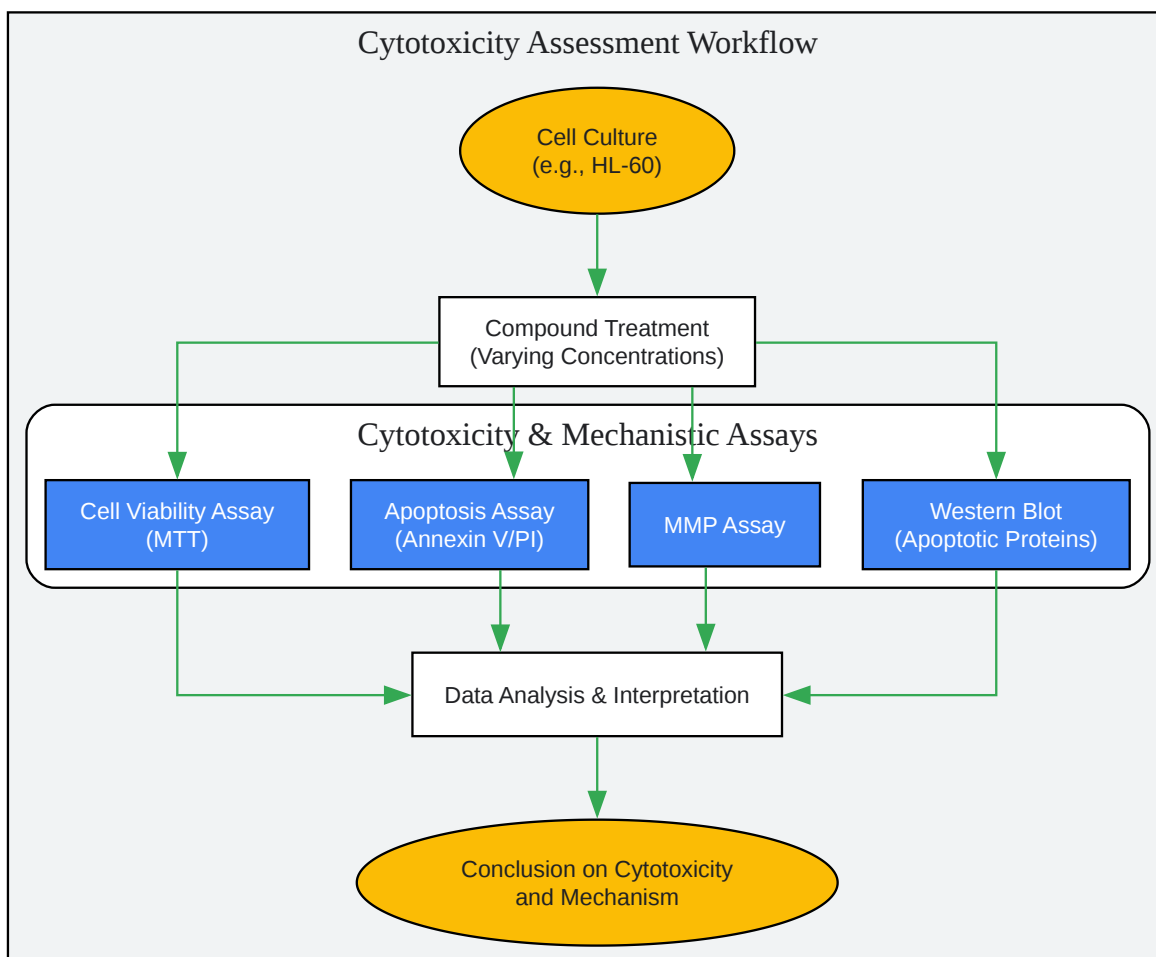 Cytotoxicity Assessment Workflow
Cell Culture
(e.g., HL-60)
Compound Treatment
(Varying Concentrations)
Cytotoxicity & Mechanistic Assays
Cell Viability Assay
(MTT)
Apoptosis Assay
(Annexin V/PI)
MMP Assay
Western Blot
(Apoptotic Proteins)
Data Analysis & Interpretation
Conclusion on Cytotoxicity
and Mechanism